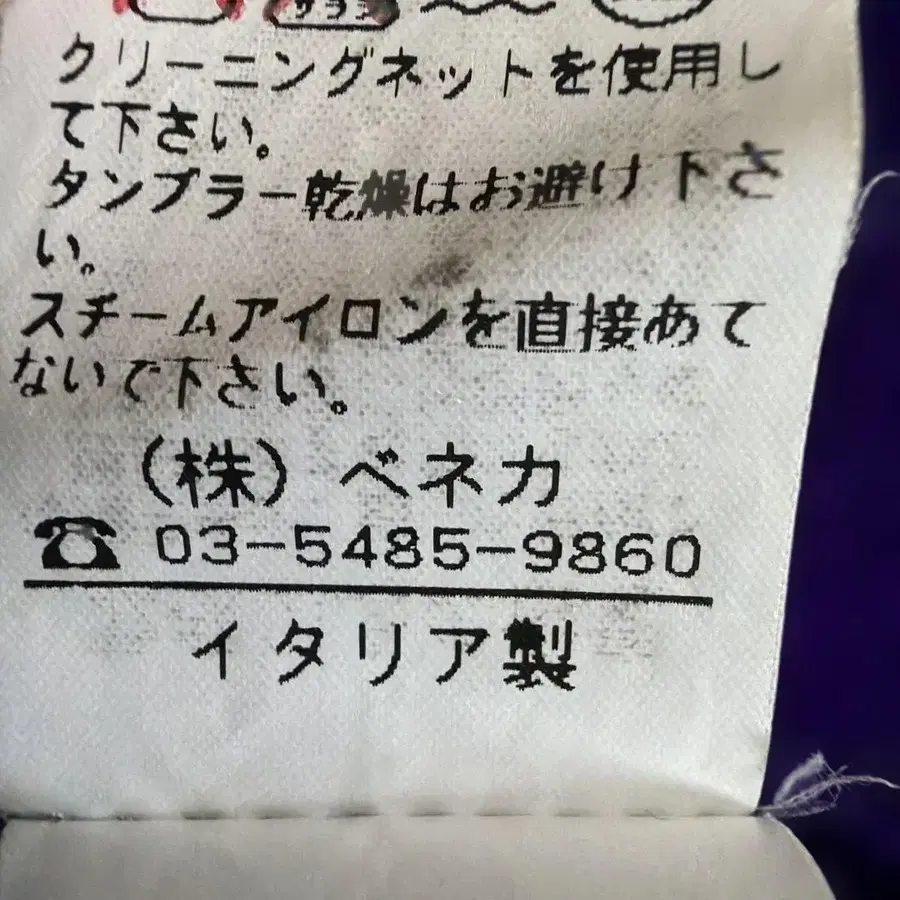 クリーニングネットを使用し
て下さい。
タンブラー乾燥はお避け下さ
い。
スチームアイロンを直接あて
ないで下さい。
(株) ベネカ
☎ 03-5485-9860
イタリア製